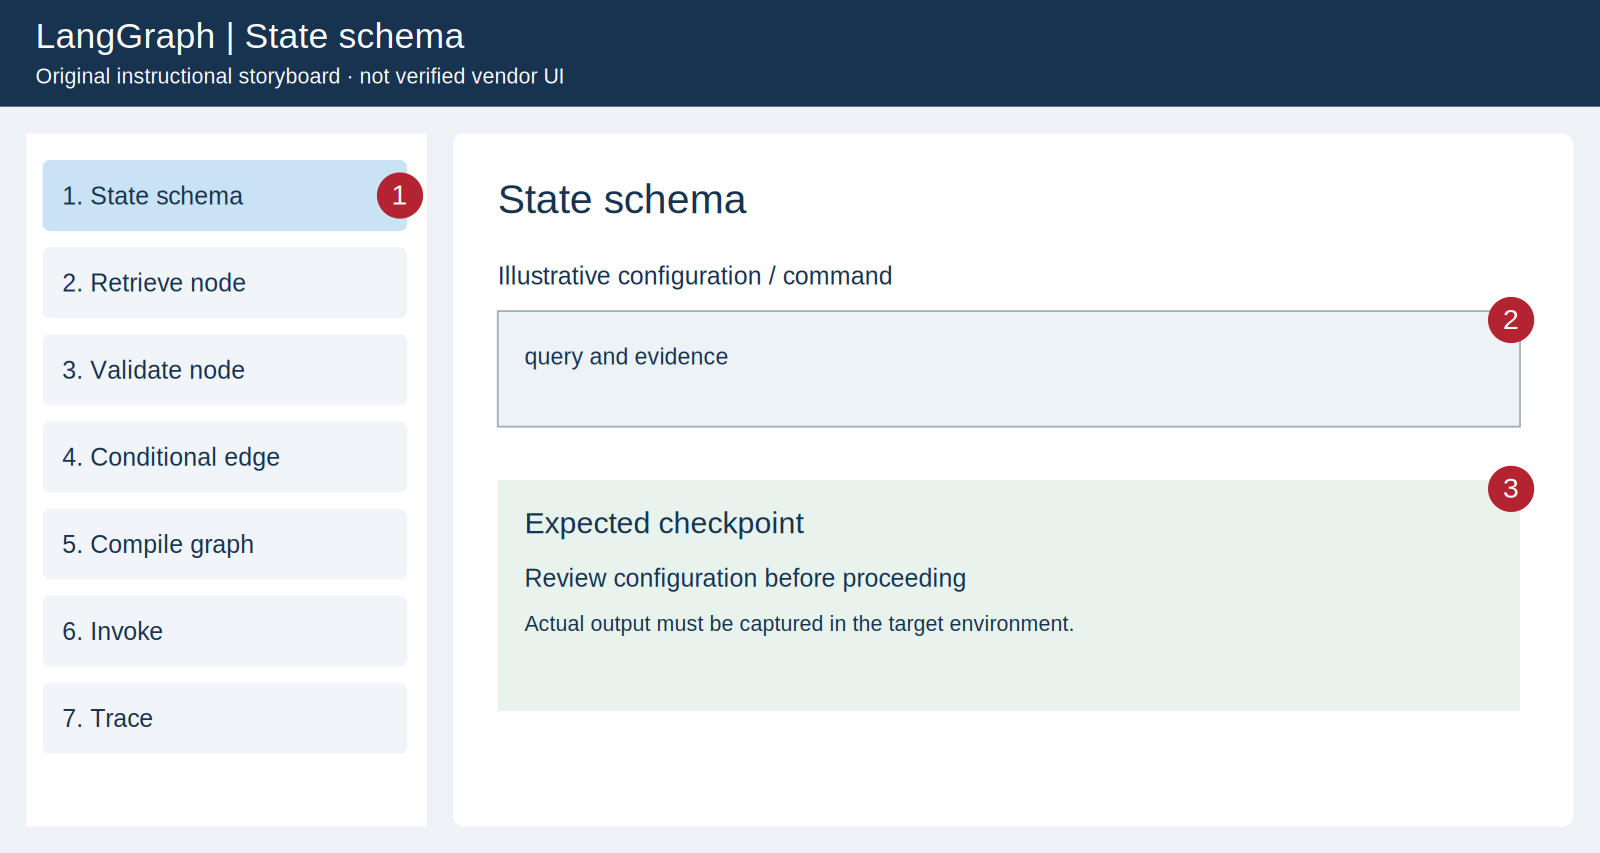 LangGraph | State schema
Original instructional storyboard · not verified vendor UI
1. State schema
1
2. Retrieve node
3. Validate node
4. Conditional edge
5. Compile graph
6. Invoke
7. Trace
State schema
Illustrative configuration / command
2
query and evidence
3
Expected checkpoint
Review configuration before proceeding
Actual output must be captured in the target environment.